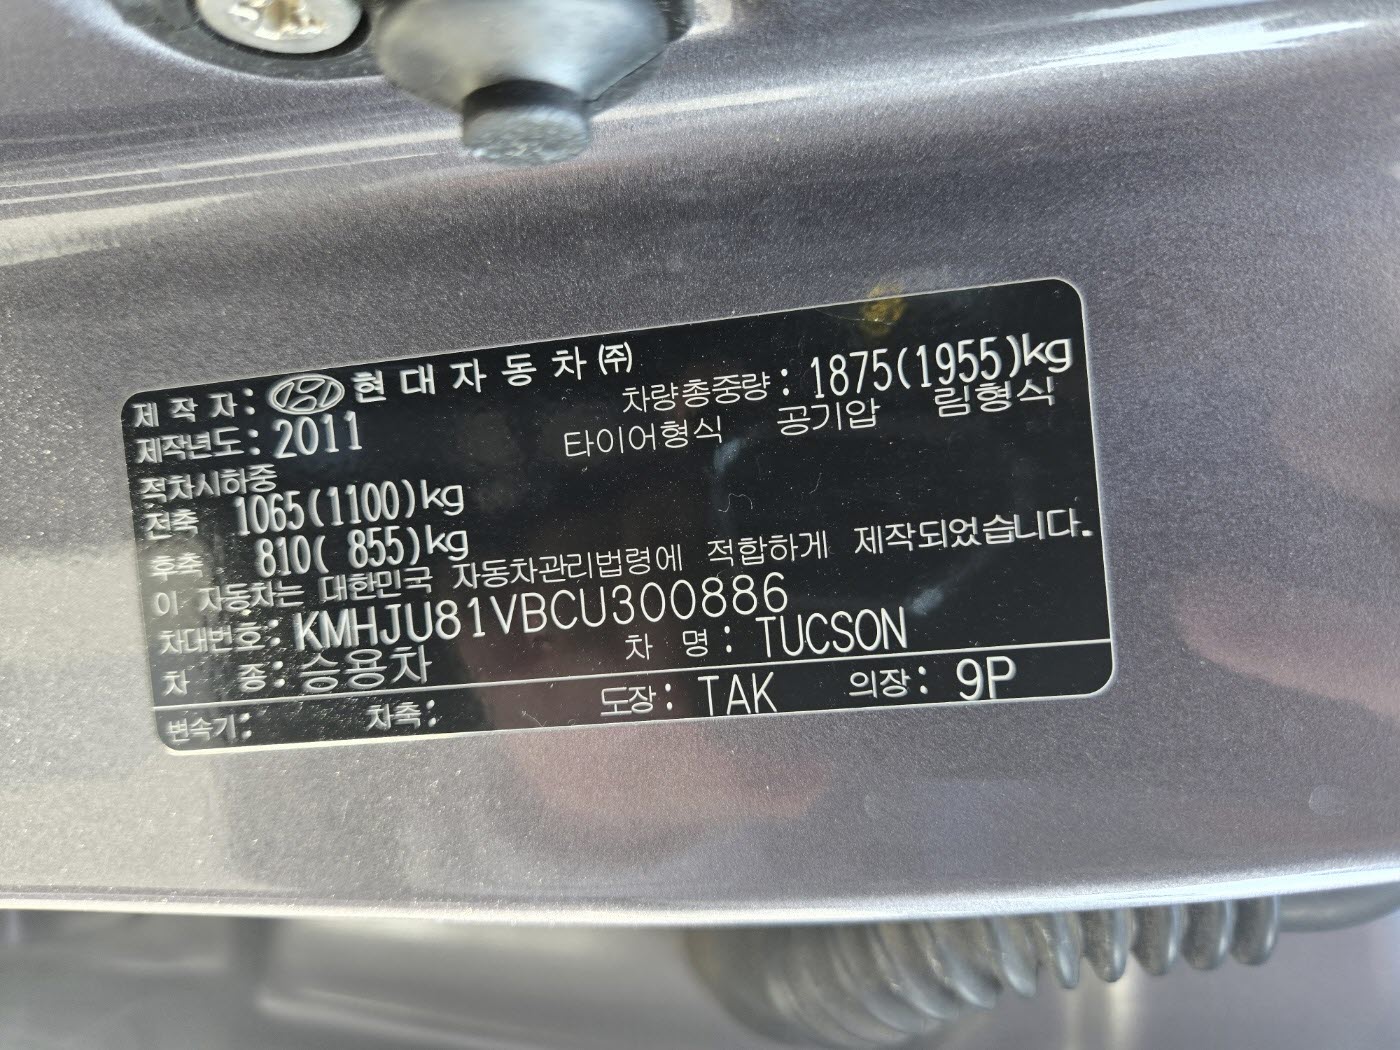 제 작 자 : 현 대 자 동 차 ㈜
제작년도 : 2011 차량총중량 : 1875(1955)kg
적차시하중 타이어형식 공기압 림형식
전축 1065(1100)kg
후축 810( 855)kg
이 자동차는 대한민국 자동차관리법령에 적합하게 제작되었습니다.
차대번호 : KMHJU81VBCU300886
차 종 : 승용차 차 명 : TUCSON
변속기 : 차축 : 도장 : TAK 의장 : 9P